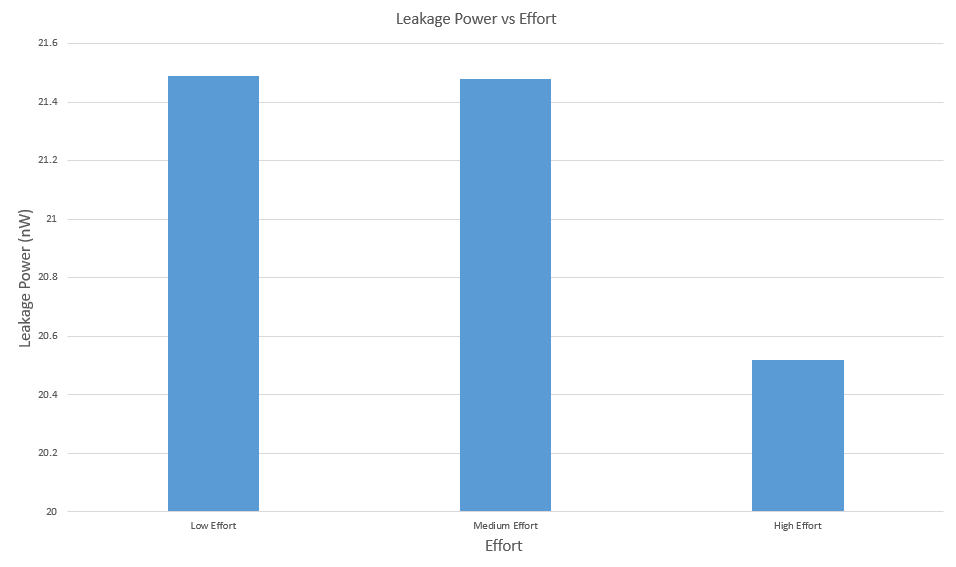 Leakage Power vs Effort
21.6
21.4
21.2
21
20.8
20.6
20.4
20.2
20
Leakage Power (nW)
Low Effort
Medium Effort
High Effort
Effort